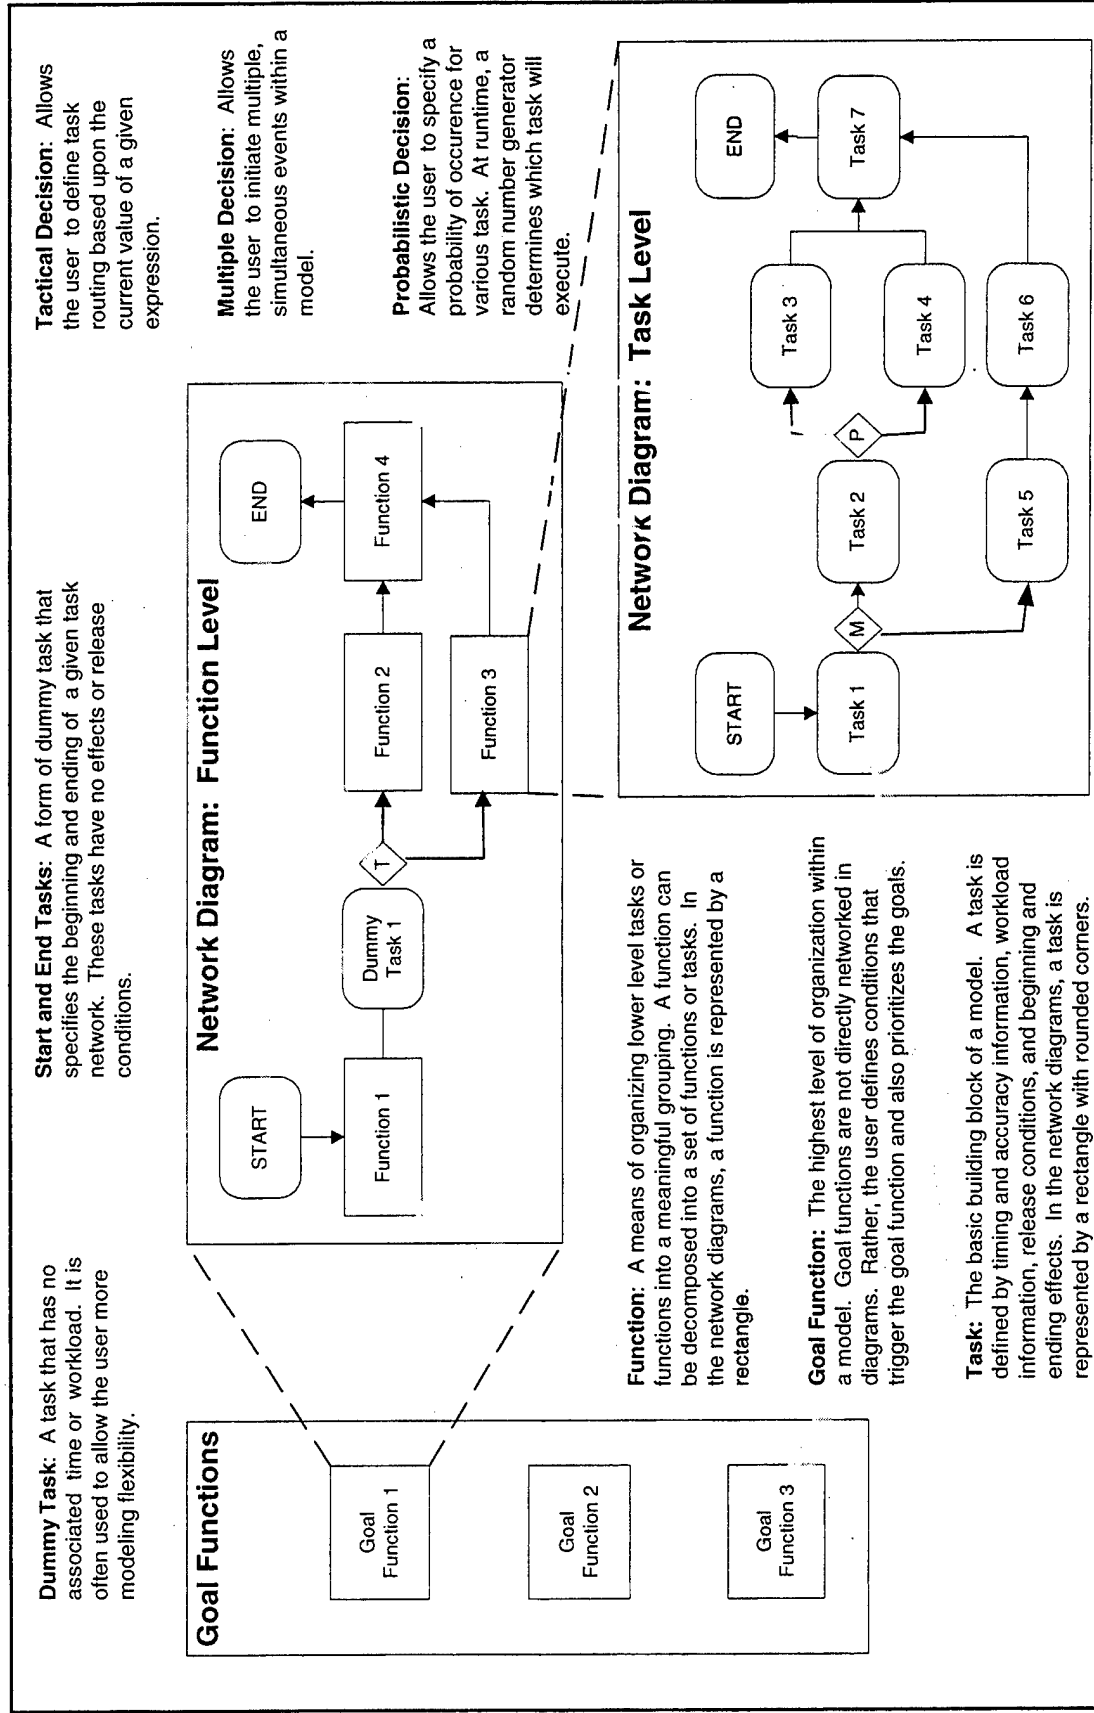 Dummy Task: A task that has no
associated time or workload. It is
often used to allow the user more
modeling flexibility.
Start and End Tasks: A form of dummy task that
specifies the beginning and ending of a given task
network. These tasks have no effects or release
conditions.
Tactical Decision: Allows
the user to define task
routing based upon the
current value of a given
expression.
Multiple Decision: Allows
the user to initiate multiple,
simultaneous events within a
model.
Probabilistic Decision:
Allows the user to specify a
probability of occurence for
various task. At runtime, a
random number generator
determines which task will
execute.
Goal Functions
Goal
Function 1
Goal
Function 2
Goal
Function 3
Network Diagram: Function Level
START
Function 1
Dummy
Task 1
T
Function 2
Function 3
Function 4
END
Function: A means of organizing lower level tasks or
functions into a meaningful grouping. A function can
be decomposed into a set of functions or tasks. In
the network diagrams, a function is represented by a
rectangle.
Goal Function: The highest level of organization within
a model. Goal functions are not directly networked in
diagrams. Rather, the user defines conditions that
trigger the goal function and also prioritizes the goals.
Task: The basic building block of a model. A task is
defined by timing and accuracy information, workload
information, release conditions, and beginning and
ending effects. In the network diagrams, a task is
represented by a rectangle with rounded corners.
Network Diagram: Task Level
START
Task 1
M
Task 2
P
Task 3
Task 4
Task 5
Task 6
Task 7
END